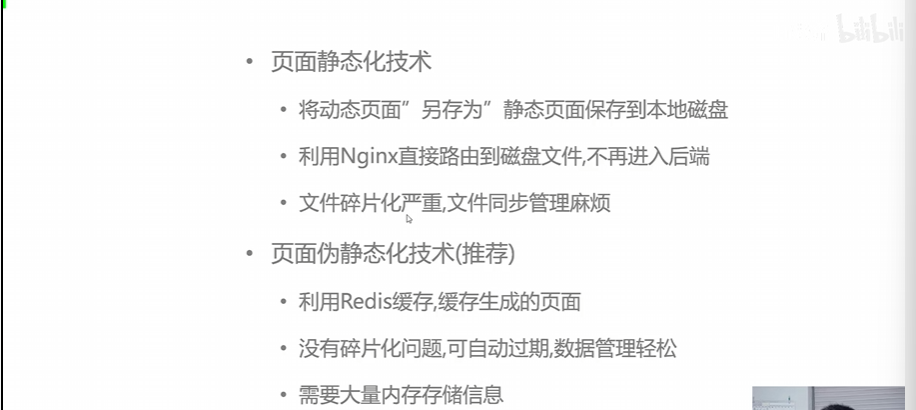 bilibili
• 页面静态化技术
• 将动态页面”另存为”静态页面保存到本地磁盘
• 利用Nginx直接路由到磁盘文件,不再进入后端
• 文件碎片化严重,文件同步管理麻烦
• 页面伪静态化技术(推荐)
• 利用Redis缓存,缓存生成的页面
• 没有碎片化问题,可自动过期,数据管理轻松
• 需要大量内存存储信息